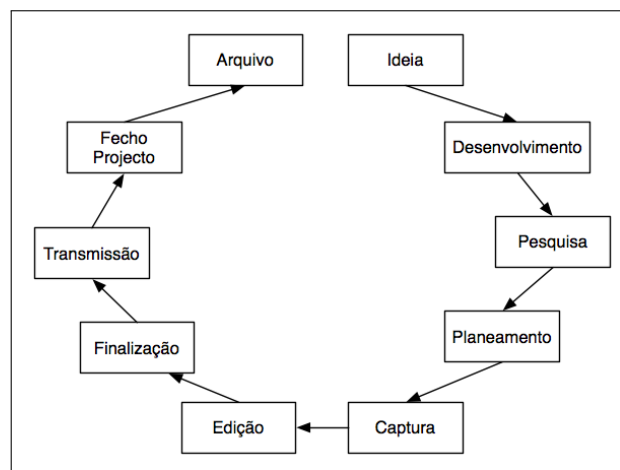 Arquivo
Ideia
Fecho
Projecto
Desenvolvimento
Pesquisa
Transmissão
Planeamento
Finalização
Edição
Captura